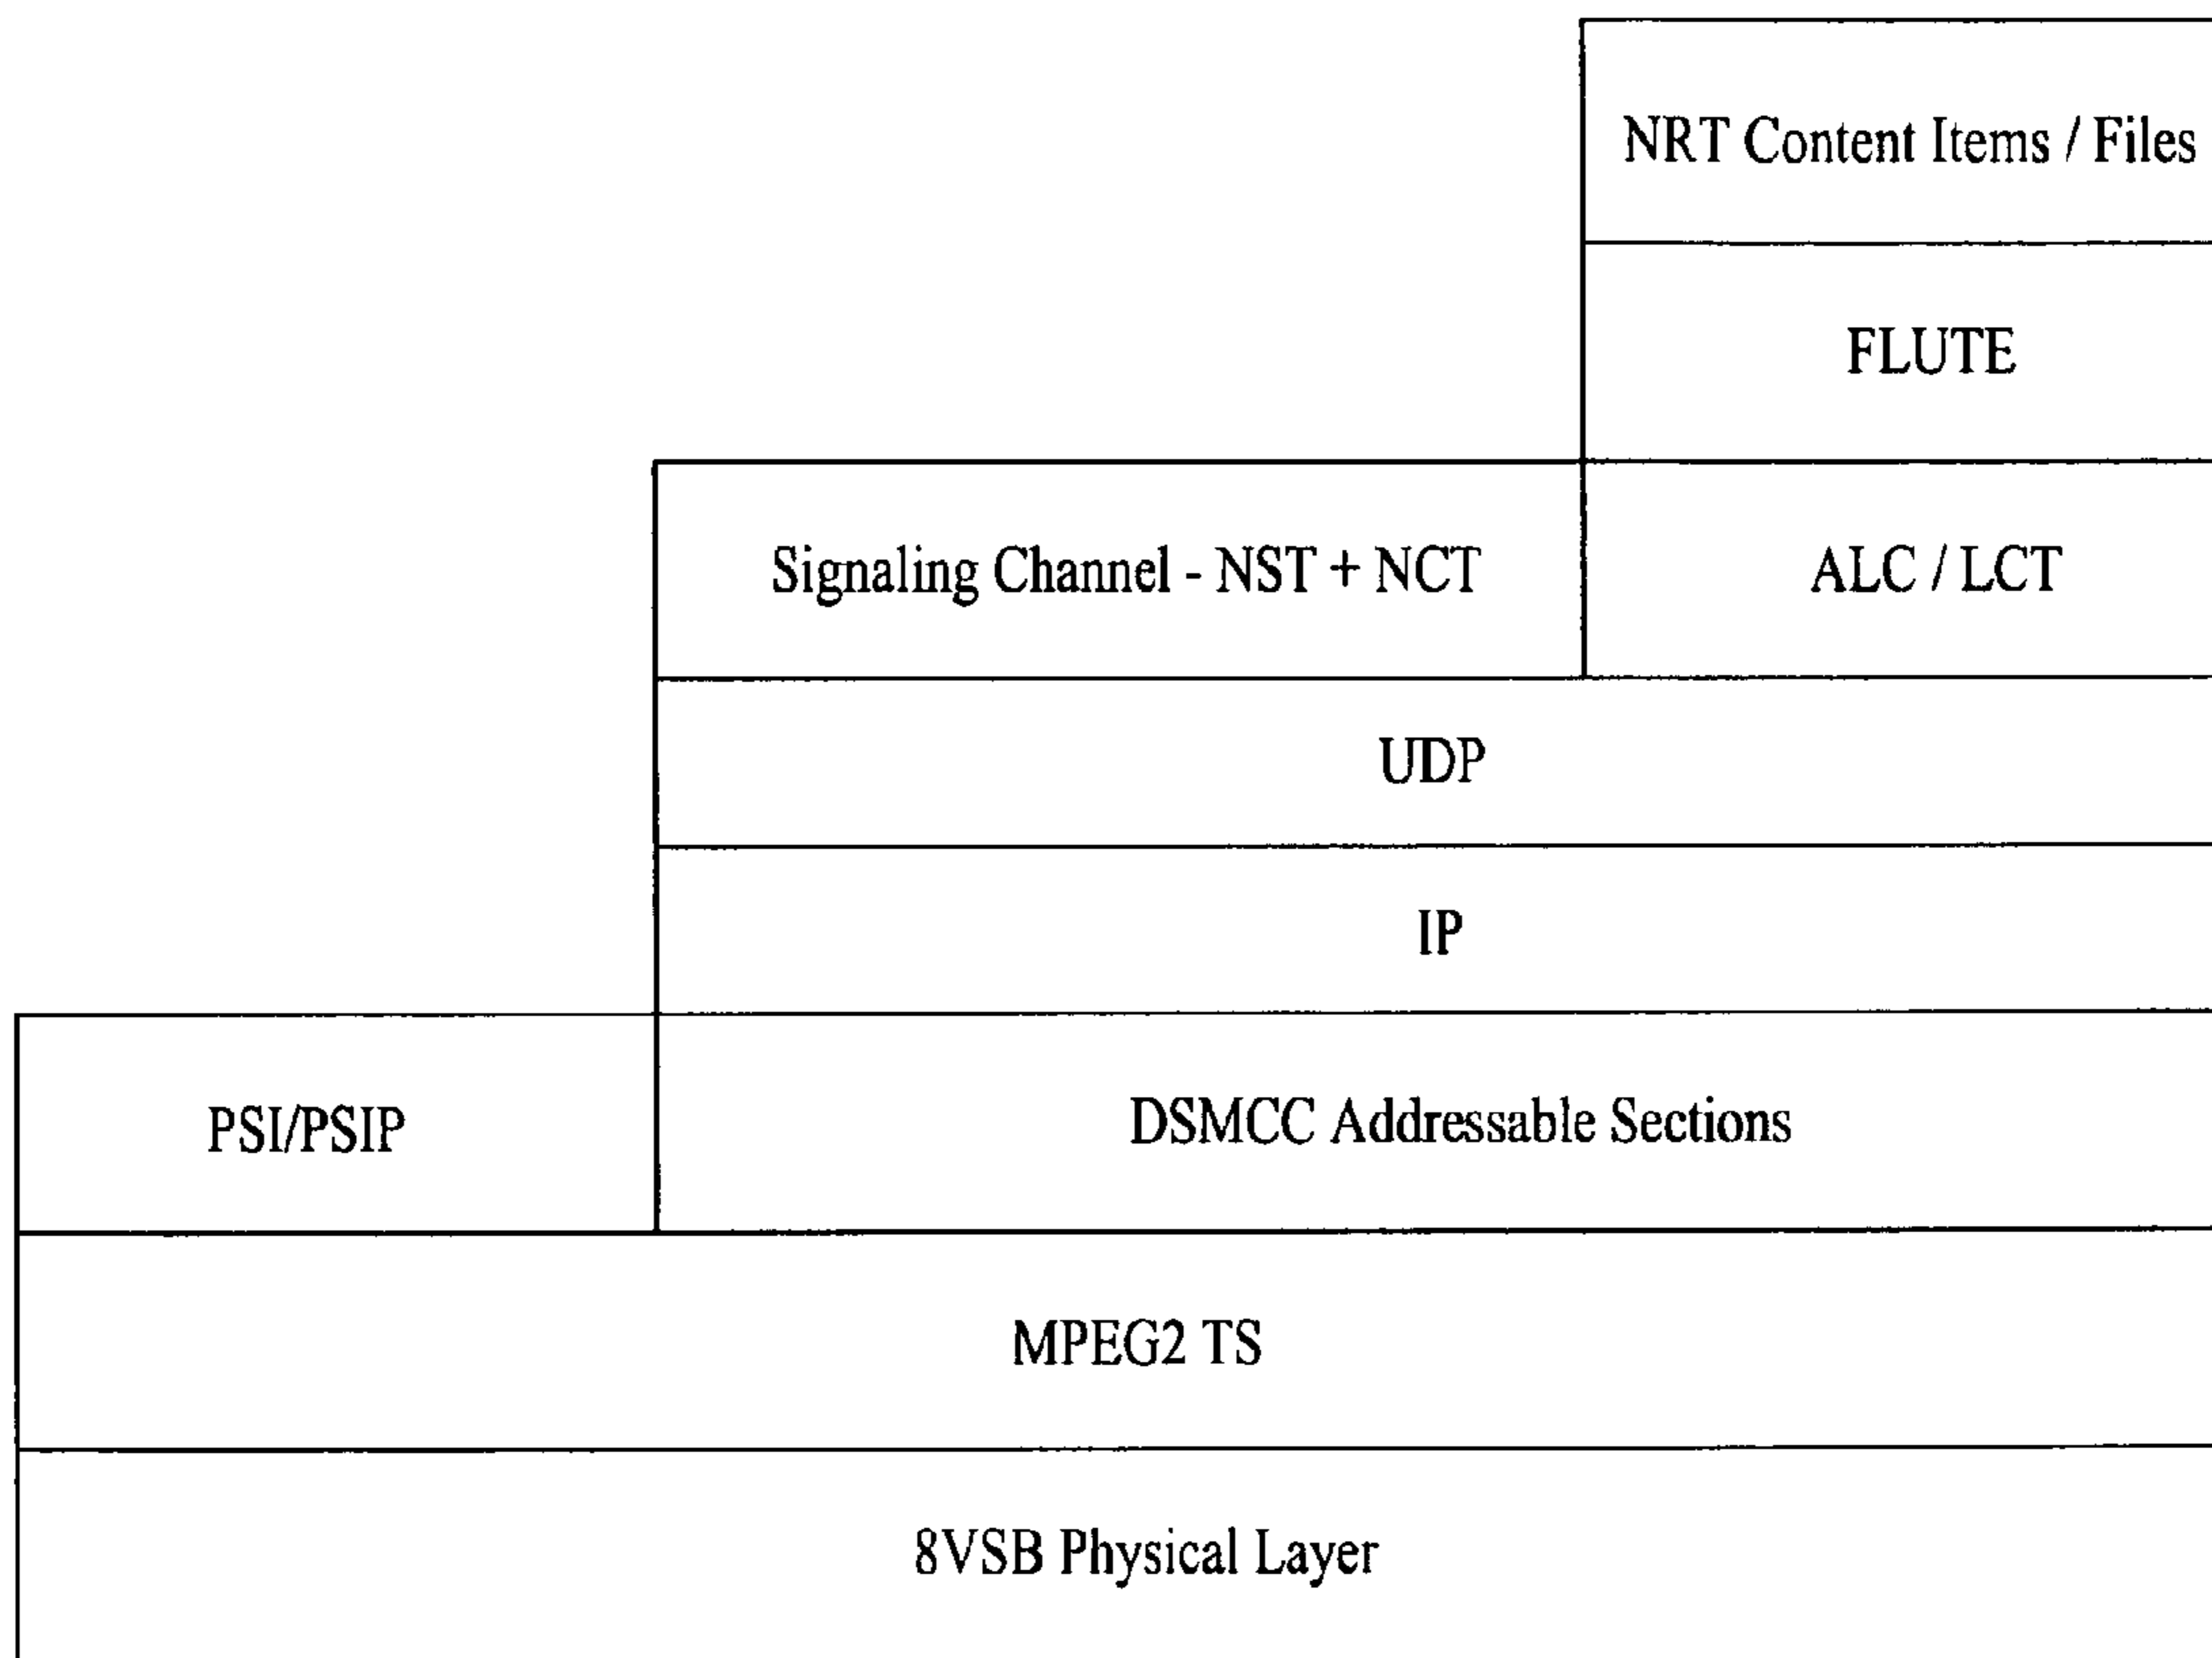 NRT Content Items / Files
FLUTE
Signaling Channel - NST + NCT
ALC / LCT
UDP
IP
PSI/PSIP
DSMCC Addressable Sections
MPEG2 TS
8VSB Physical Layer